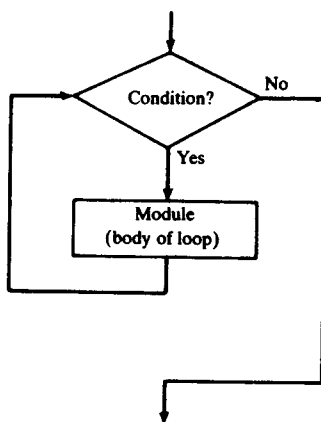 Condition?
No
Yes
Module
(body of loop)